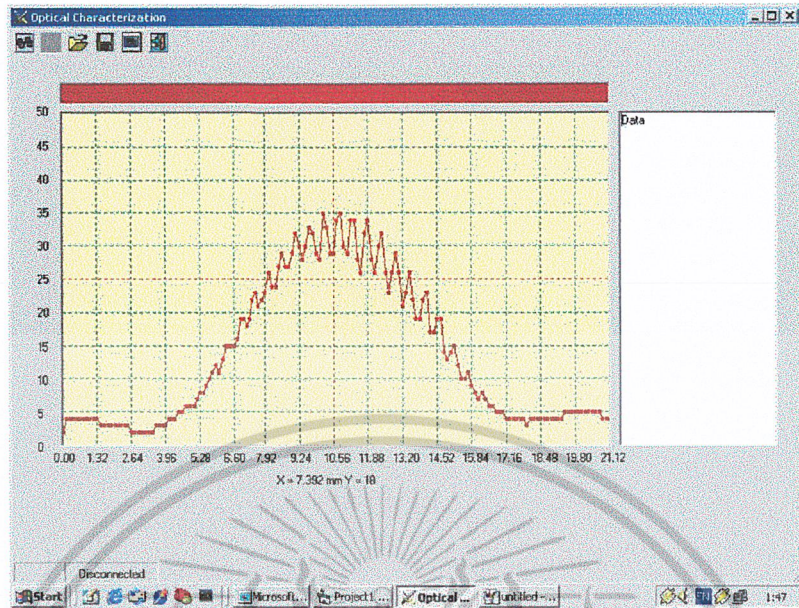 Optical Characterization
50
45
40
35
30
25
20
15
10
5
0
0.00 1.32 2.64 3.96 5.28 6.60 7.92 9.24 10.56 11.88 13.20 14.52 15.84 17.16 18.48 19.80 21.12
X = 7.392 mm Y = 18
Data
Disconnected
Start Microsoft... Project1 ... Optical ... untitled - ... EN 1:47